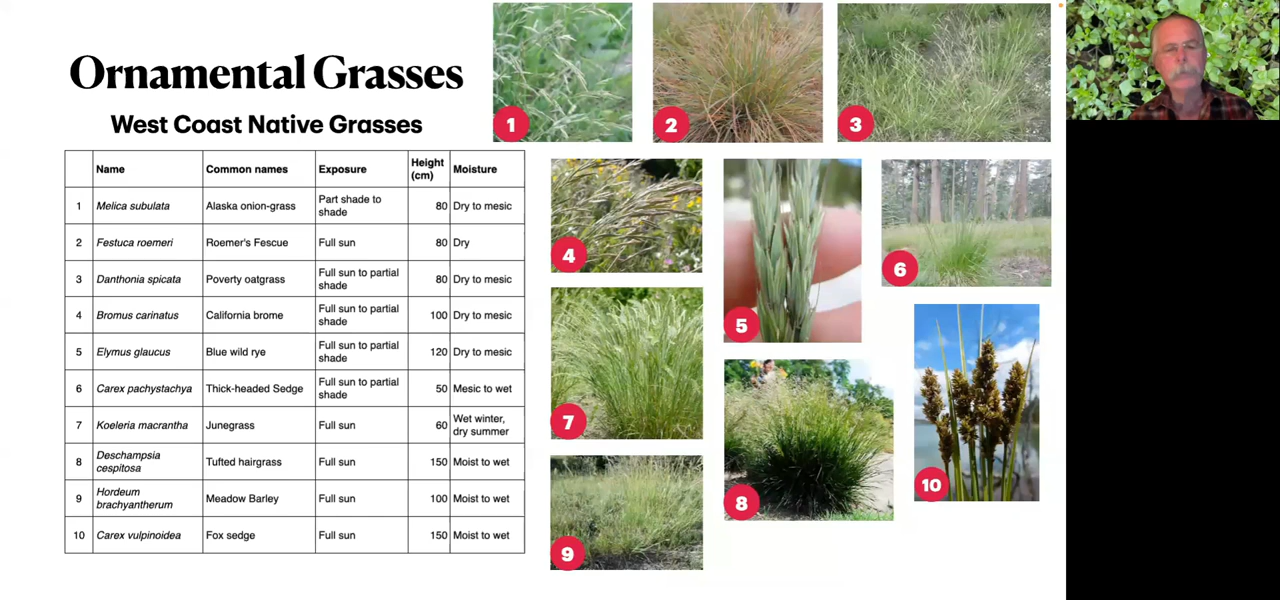 Ornamental Grasses
West Coast Native Grasses
Name Common names Exposure Height (cm) Moisture
1 Melica subulata Alaska onion-grass Part shade to shade 80 Dry to mesic
2 Festuca roemeri Roemer's Fescue Full sun 80 Dry
3 Danthonia spicata Poverty oatgrass Full sun to partial shade 80 Dry to mesic
4 Bromus carinatus California brome Full sun to partial shade 100 Dry to mesic
5 Elymus glaucus Blue wild rye Full sun to partial shade 120 Dry to mesic
6 Carex pachystachya Thick-headed Sedge Full sun to partial shade 50 Mesic to wet
7 Koeleria macrantha Junegrass Full sun 60 Wet winter, dry summer
8 Deschampsia cespitosa Tufted hairgrass Full sun 150 Moist to wet
9 Hordeum brachyantherum Meadow Barley Full sun 100 Moist to wet
10 Carex vulpinoidea Fox sedge Full sun 150 Moist to wet
1
2
3
4
5
6
7
8
9
10